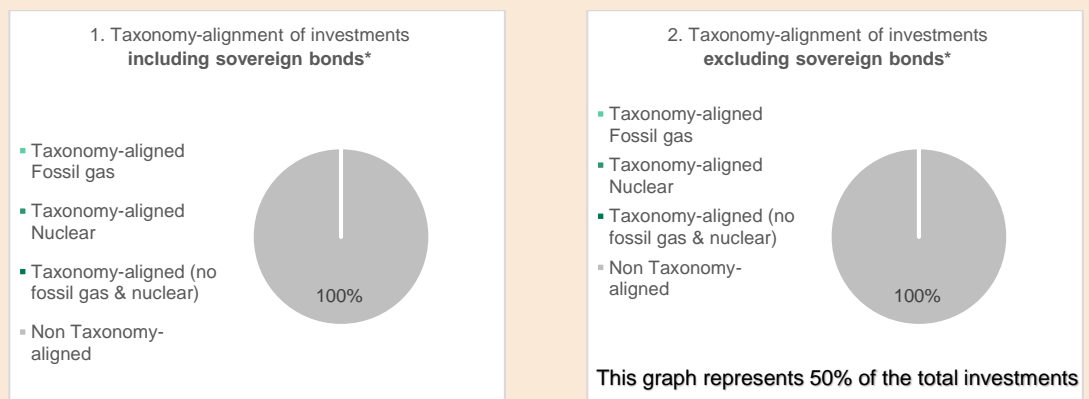 1. Taxonomy-alignment of investments
including sovereign bonds*
Taxonomy-aligned
Fossil gas
Taxonomy-aligned
Nuclear
Taxonomy-aligned (no
fossil gas & nuclear)
Non Taxonomy-
aligned
100%
2. Taxonomy-alignment of investments
excluding sovereign bonds*
Taxonomy-aligned
Fossil gas
Taxonomy-aligned
Nuclear
Taxonomy-aligned (no
fossil gas & nuclear)
Non Taxonomy-
aligned
100%
This graph represents 50% of the total investments